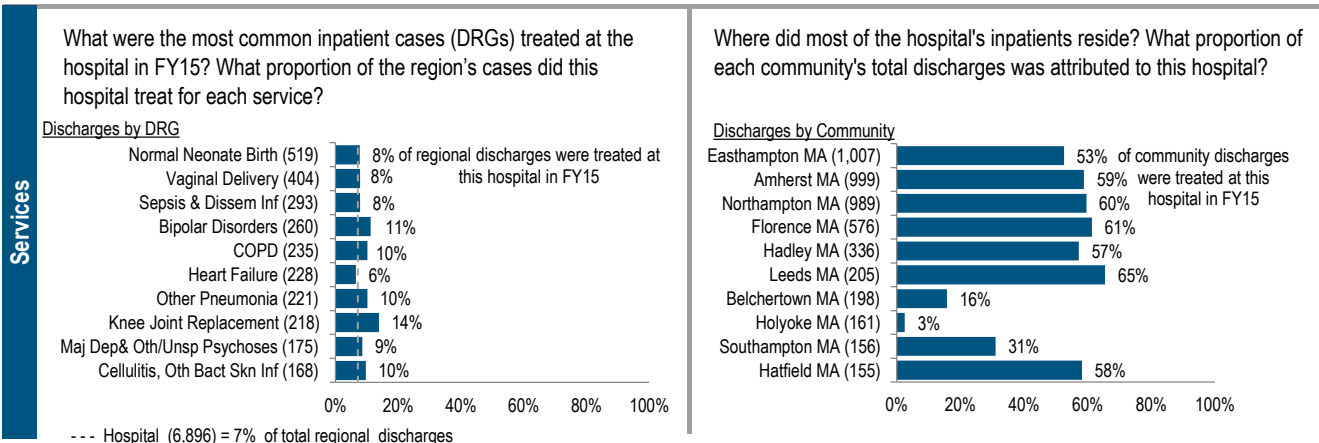 Services
What were the most common inpatient cases (DRGs) treated at the
hospital in FY15? What proportion of the region's cases did this
hospital treat for each service?
Discharges by DRG
Normal Neonate Birth (519) 8% of regional discharges were treated at
this hospital in FY15
Vaginal Delivery (404) 8%
Sepsis & Dissem Inf (293) 8%
Bipolar Disorders (260) 11%
COPD (235) 10%
Heart Failure (228) 6%
Other Pneumonia (221) 10%
Knee Joint Replacement (218) 14%
Maj Dep& Oth/Unsp Psychoses (175) 9%
Cellulitis, Oth Bact Skn Inf (168) 10%
0% 20% 40% 60% 80% 100%
- - - Hospital (6,896) = 7% of total regional discharges
Where did most of the hospital's inpatients reside? What proportion of
each community's total discharges was attributed to this hospital?
Discharges by Community
Easthampton MA (1,007) 53% of community discharges
were treated at this
hospital in FY15
Amherst MA (999) 59%
Northampton MA (989) 60%
Florence MA (576) 61%
Hadley MA (336) 57%
Leeds MA (205) 65%
Belchertown MA (198) 16%
Holyoke MA (161) 3%
Southampton MA (156) 31%
Hatfield MA (155) 58%
0% 20% 40% 60% 80% 100%